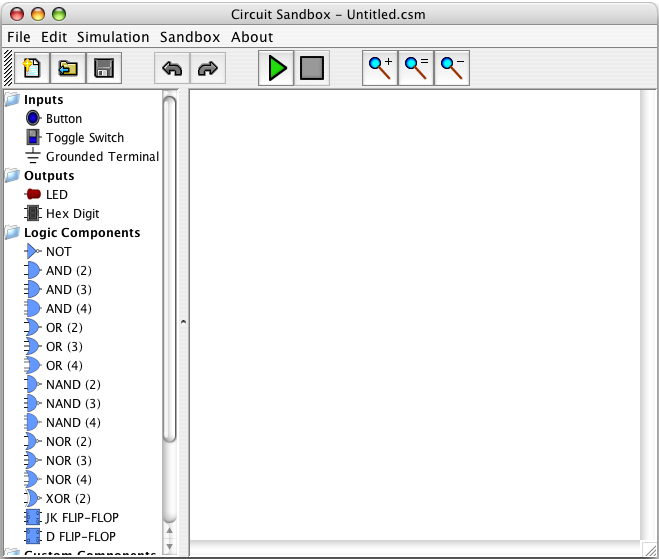 Circuit Sandbox – Untitled.csm
File Edit Simulation Sandbox About
+ = −
Inputs
Button
Toggle Switch
Grounded Terminal
Outputs
LED
Hex Digit
Logic Components
NOT
AND (2)
AND (3)
AND (4)
OR (2)
OR (3)
OR (4)
NAND (2)
NAND (3)
NAND (4)
NOR (2)
NOR (3)
NOR (4)
XOR (2)
JK FLIP-FLOP
D FLIP-FLOP
Custom Components